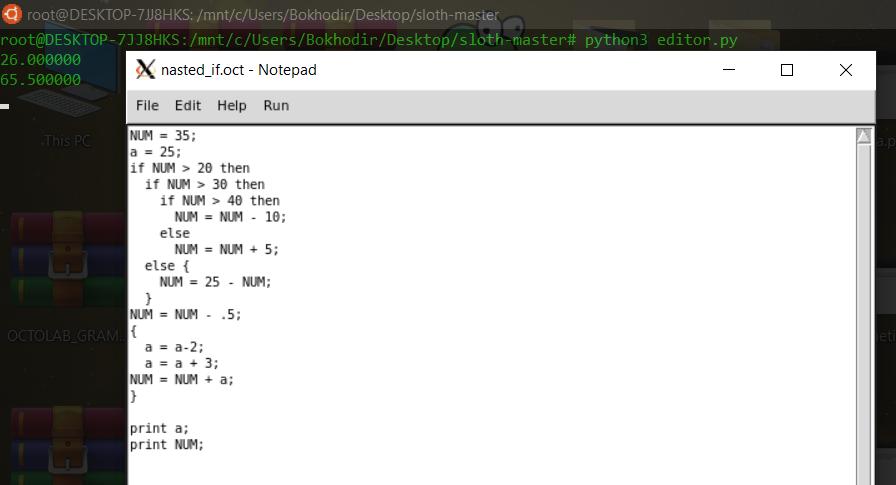 root@DESKTOP-7JJ8HKS: /mnt/c/Users/Bokhodir/Desktop/sloth-master
root@DESKTOP-7JJ8HKS:/mnt/c/Users/Bokhodir/Desktop/sloth-master# python3 editor.py
26.000000
65.500000
This PC
OCTOLAB_GRAM...
nasted_if.oct - Notepad
File Edit Help Run
NUM = 35;
a = 25;
if NUM > 20 then
  if NUM > 30 then
    if NUM > 40 then
      NUM = NUM - 10;
    else
      NUM = NUM + 5;
  else {
    NUM = 25 - NUM;
  }
NUM = NUM - .5;
{
  a = a-2;
  a = a + 3;
NUM = NUM + a;
}
print a;
print NUM;